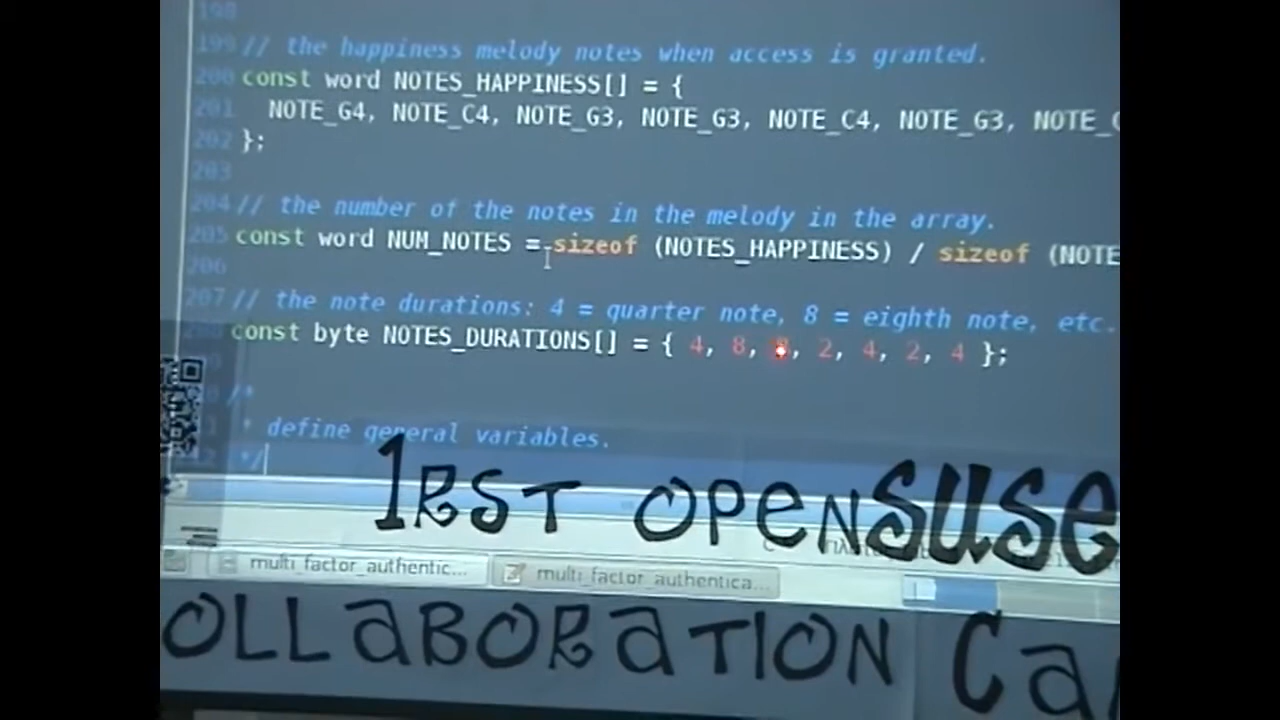 198
199 // the happiness melody notes when access is granted.
200 const word NOTES_HAPPINESS[] = {
201 NOTE_G4, NOTE_C4, NOTE_G3, NOTE_G3, NOTE_C4, NOTE_G3,
202 };
203
204 // the number of the notes in the melody in the array.
205 const word NUM_NOTES = sizeof (NOTES_HAPPINESS) / sizeof (NOTE
206
207 // the note durations: 4 = quarter note, 8 = eighth note, etc.
const byte NOTES_DURATIONS[] = { 4, 8, 8, 2, 4, 2, 4 };
/*
* define general variables.
*/
1RST OPENSUSE
multi_factor_authentic... multi_factor_authentica...
OLLABORATION CA